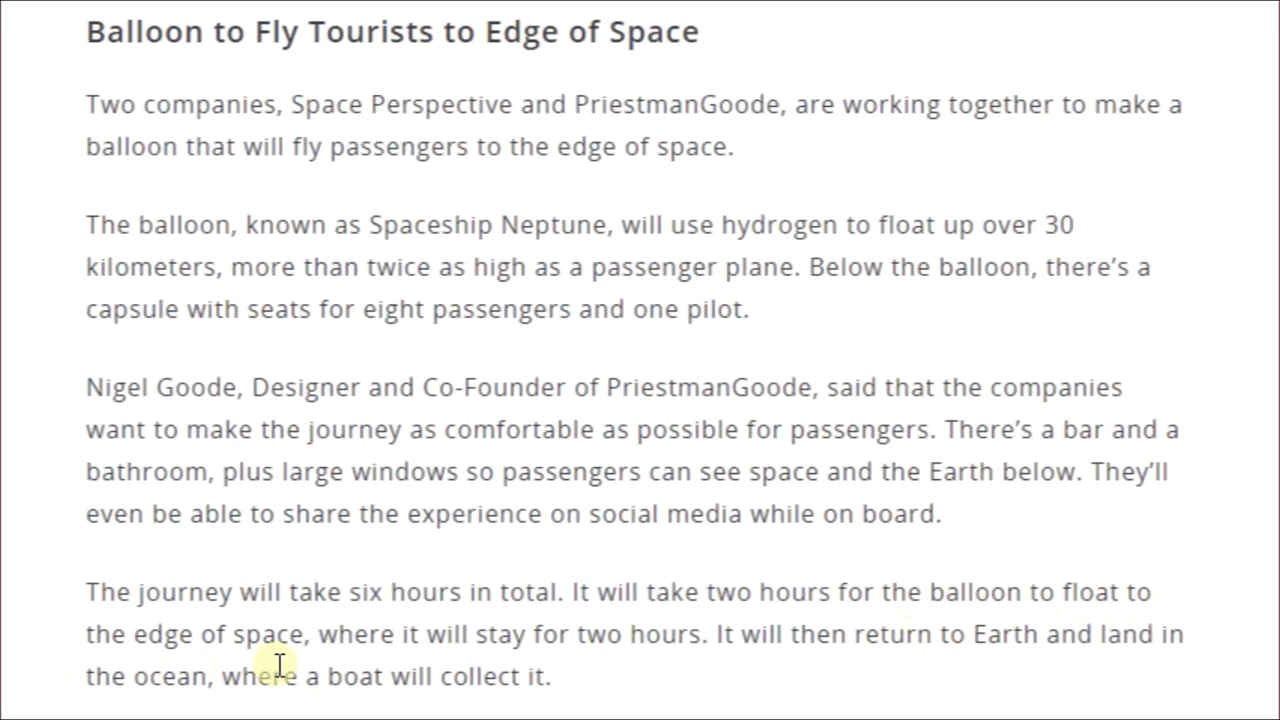 Balloon to Fly Tourists to Edge of Space
Two companies, Space Perspective and PriestmanGoode, are working together to make a
balloon that will fly passengers to the edge of space.
The balloon, known as Spaceship Neptune, will use hydrogen to float up over 30
kilometers, more than twice as high as a passenger plane. Below the balloon, there's a
capsule with seats for eight passengers and one pilot.
Nigel Goode, Designer and Co-Founder of PriestmanGoode, said that the companies
want to make the journey as comfortable as possible for passengers. There's a bar and a
bathroom, plus large windows so passengers can see space and the Earth below. They'll
even be able to share the experience on social media while on board.
The journey will take six hours in total. It will take two hours for the balloon to float to
the edge of space, where it will stay for two hours. It will then return to Earth and land in
the ocean, where a boat will collect it.